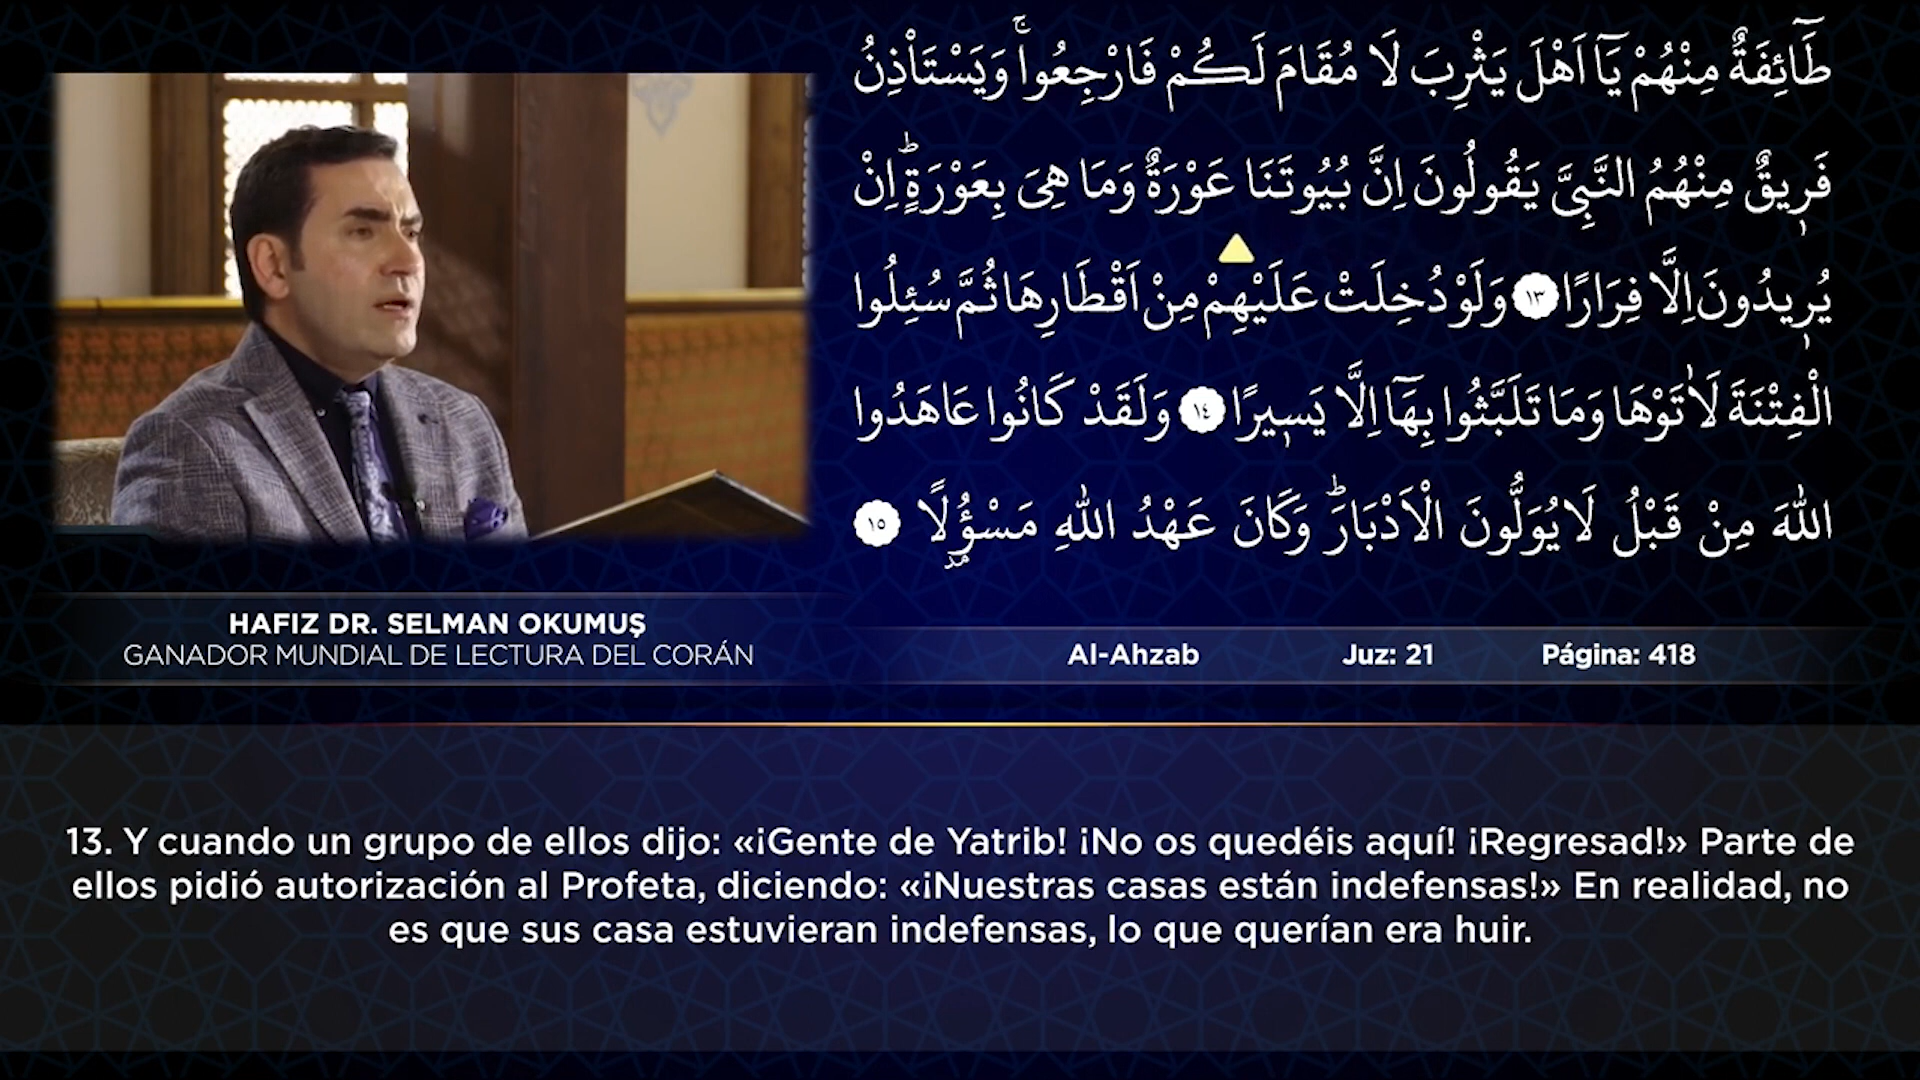 طَٓائِفَةٌ مِنْهُمْ يَٓا اَهْلَ يَثْرِبَ لَا مُقَامَ لَكُمْ فَارْجِعُواۚ وَيَسْتَأْذِنُ
فَر۪يقٌ مِنْهُمُ النَّبِيَّ يَقُولُونَ اِنَّ بُيُوتَنَا عَوْرَةٌ وَمَا هِيَ بِعَوْرَةٍۜ اِنْ
يُر۪يدُونَ اِلَّا فِرَارًا ١٣ وَلَوْ دُخِلَتْ عَلَيْهِمْ مِنْ اَقْطَارِهَا ثُمَّ سُئِلُوا
الْفِتْنَةَ لَاٰتَوْهَا وَمَا تَلَبَّثُوا بِهَٓا اِلَّا يَس۪يرًا ١٤ وَلَقَدْ كَانُوا عَاهَدُوا
اللّٰهَ مِنْ قَبْلُ لَا يُوَلُّونَ الْاَدْبَارَۜ وَكَانَ عَهْدُ اللّٰهِ مَسْؤُ۫لًا ١٥
HAFIZ DR. SELMAN OKUMUŞ
GANADOR MUNDIAL DE LECTURA DEL CORÁN
Al-Ahzab Juz: 21 Página: 418
13. Y cuando un grupo de ellos dijo: «¡Gente de Yatrib! ¡No os quedéis aquí! ¡Regresad!» Parte de
ellos pidió autorización al Profeta, diciendo: «¡Nuestras casas están indefensas!» En realidad, no
es que sus casa estuvieran indefensas, lo que querían era huir.